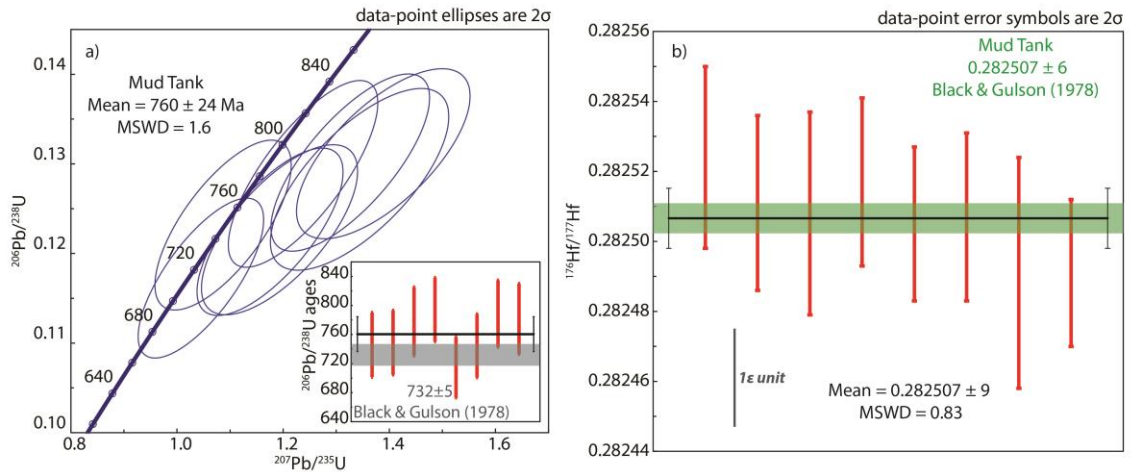 data-point ellipses are 2σ
a)
Mud Tank
Mean = 760 ± 24 Ma
MSWD = 1.6
0.14
0.13
0.12
0.11
0.10
206Pb/238U
840
800
760
720
680
640
0.8
1.0
1.2
1.4
1.6
207Pb/235U
206Pb/238U ages
840
800
760
720
680
640
732±5
Black & Gulson (1978)
data-point error symbols are 2σ
b)
Mud Tank
0.282507 ± 6
Black & Gulson (1978)
0.28256
0.28254
0.28252
0.28250
0.28248
0.28246
0.28244
176Hf/177Hf
1ε unit
Mean = 0.282507 ± 9
MSWD = 0.83